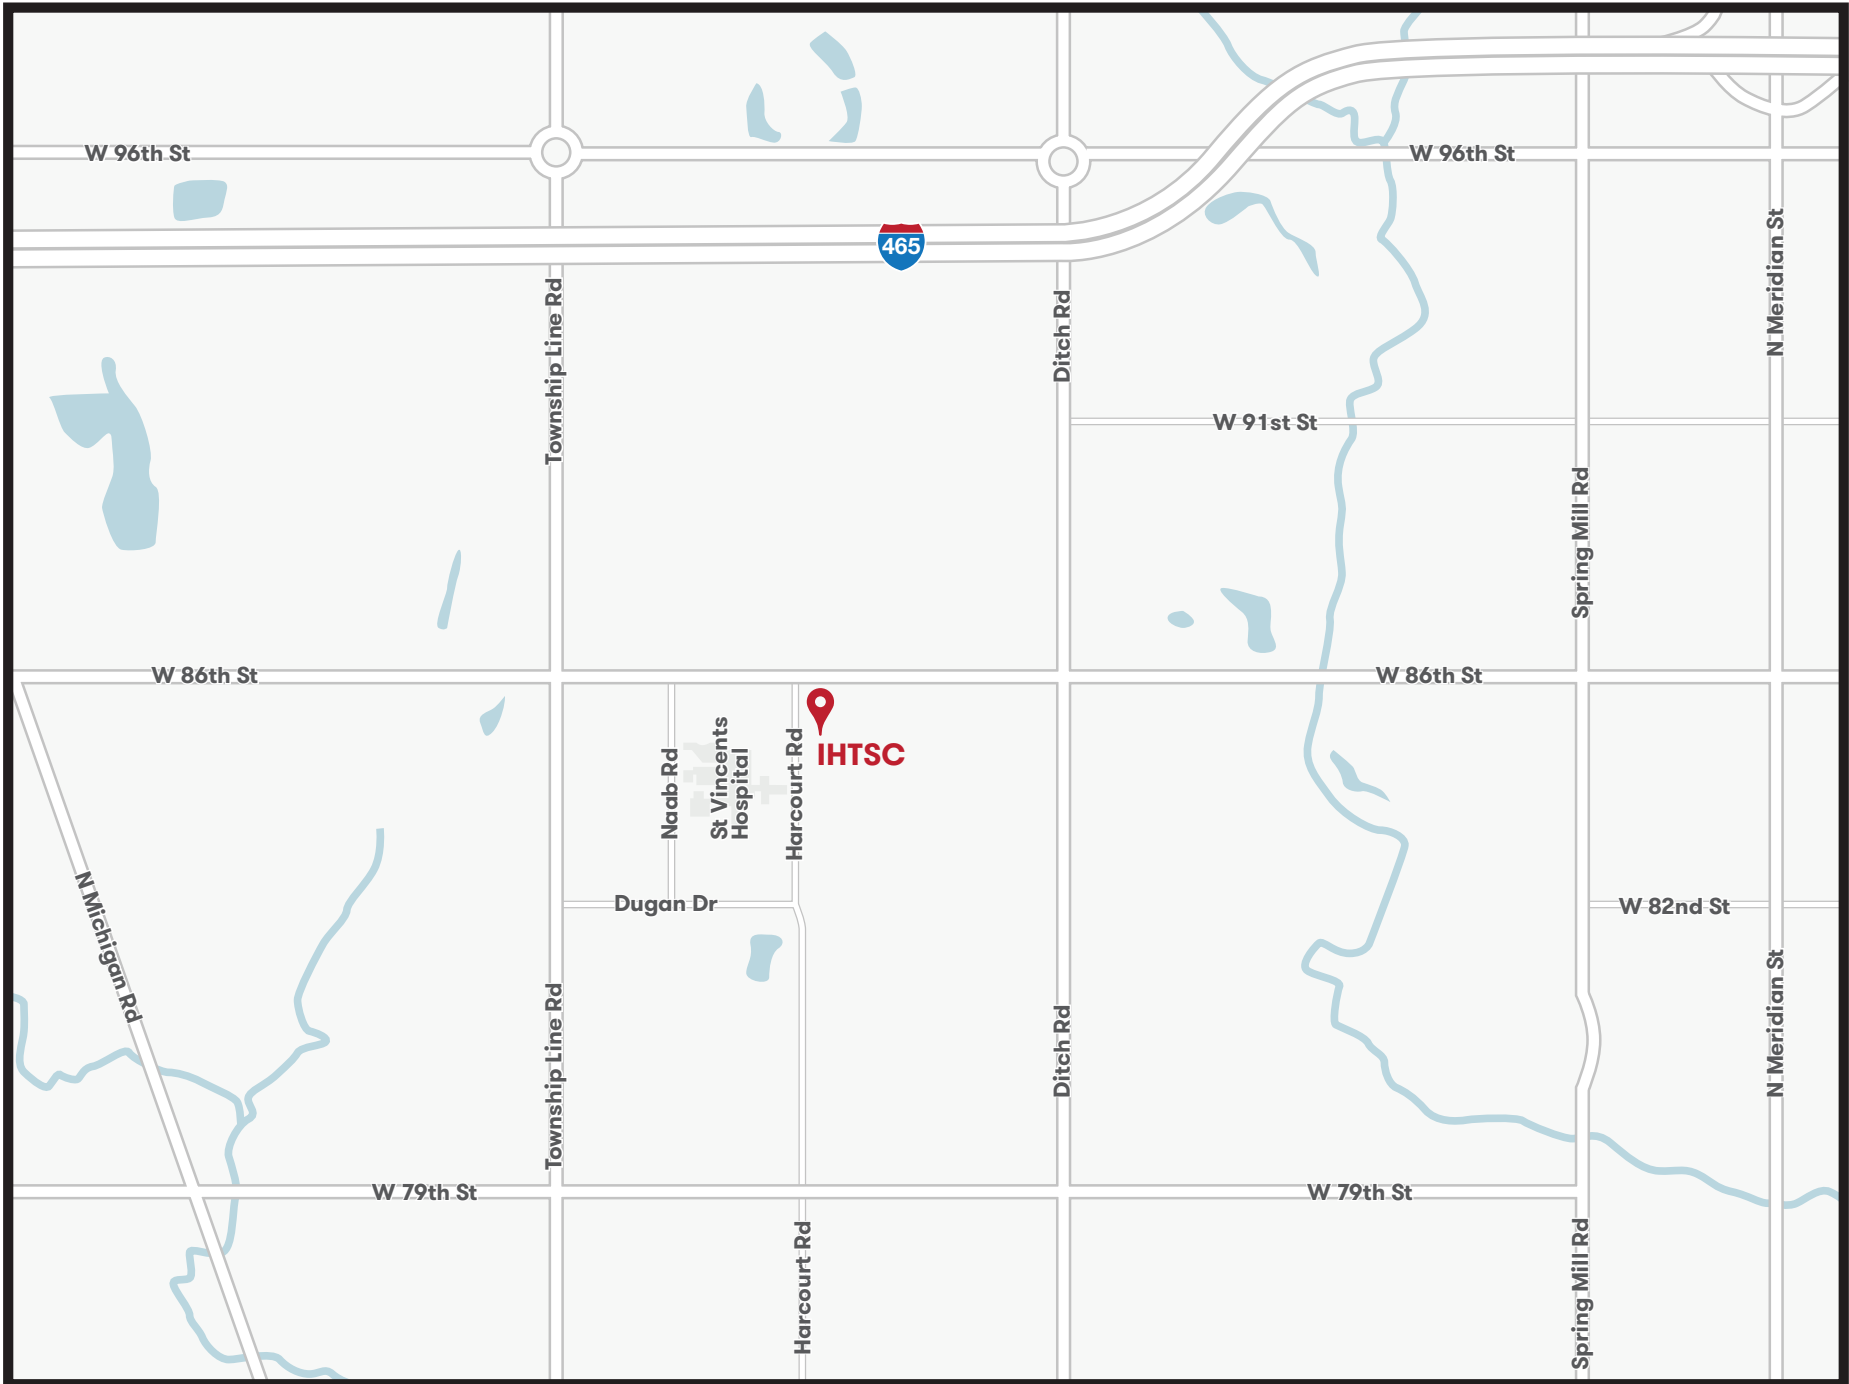 W 96th St
W 96th St
465
N Meridian St
Township Line Rd
Ditch Rd
W 91st St
Spring Mill Rd
W 86th St
W 86th St
IHTSC
Naab Rd
St Vincents
Hospital
Harcourt Rd
N Michigan Rd
Dugan Dr
W 82nd St
Township Line Rd
Ditch Rd
N Meridian St
W 79th St
W 79th St
Harcourt Rd
Spring Mill Rd